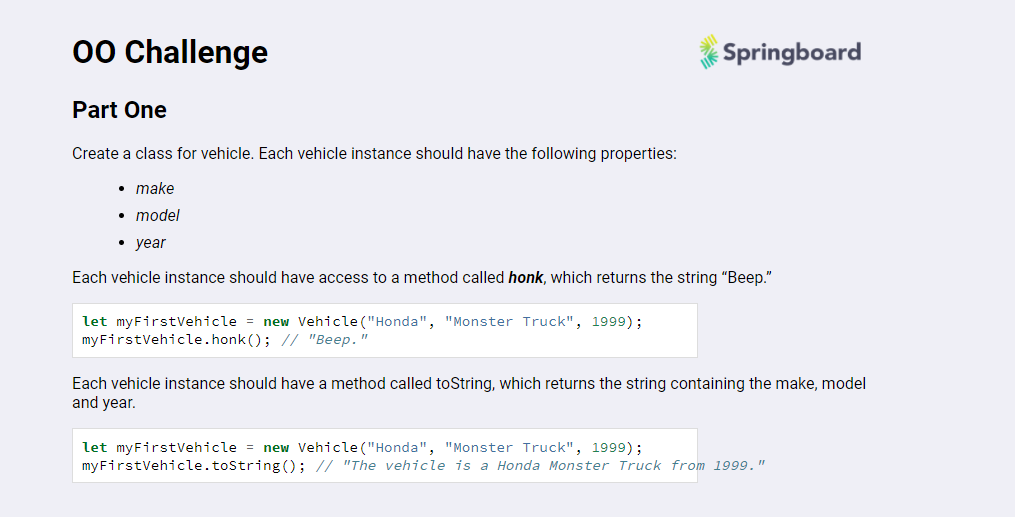 OO Challenge
Springboard
Part One
Create a class for vehicle. Each vehicle instance should have the following properties:
• make
• model
• year
Each vehicle instance should have access to a method called honk, which returns the string “Beep.”
let myFirstVehicle = new Vehicle("Honda", "Monster Truck", 1999);
myFirstVehicle.honk(); // "Beep."
Each vehicle instance should have a method called toString, which returns the string containing the make, model
and year.
let myFirstVehicle = new Vehicle("Honda", "Monster Truck", 1999);
myFirstVehicle.toString(); // "The vehicle is a Honda Monster Truck from 1999."